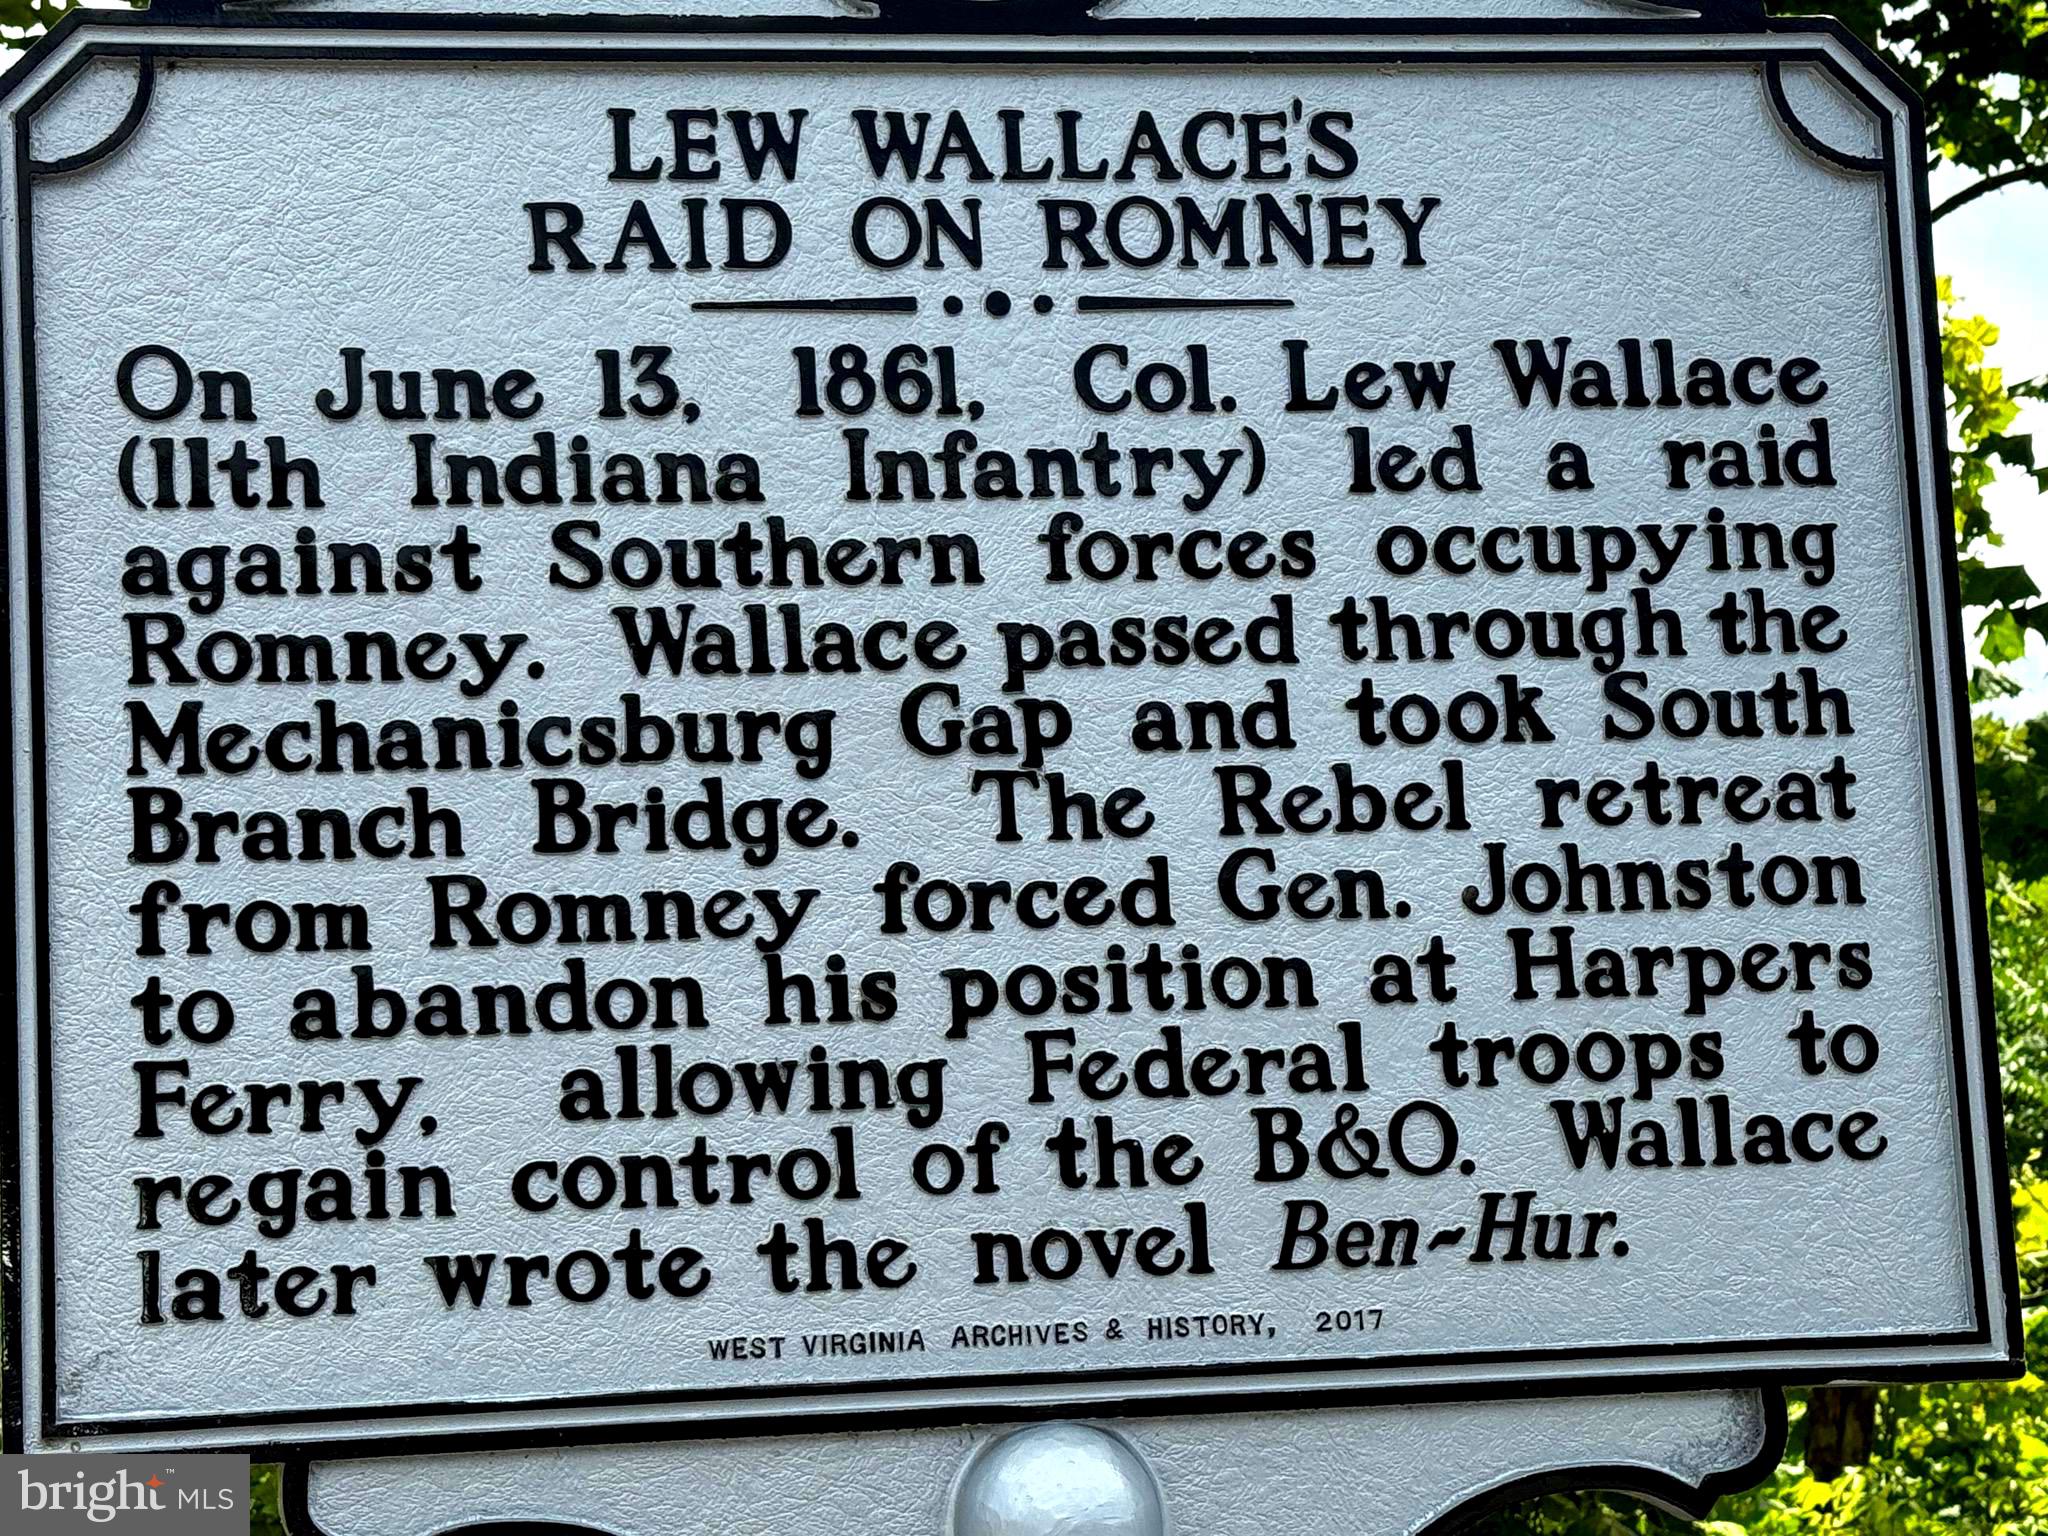 LEW WALLACE'S
RAID ON ROMNEY
On June 13, 1861, Col. Lew Wallace
(11th Indiana Infantry) led a raid
against Southern forces occupying
Romney. Wallace passed through the
Mechanicsburg Gap and took South
Branch Bridge. The Rebel retreat
from Romney forced Gen. Johnston
to abandon his position at Harpers
Ferry, allowing Federal troops to
regain control of the B&O. Wallace
later wrote the novel Ben-Hur.
WEST VIRGINIA ARCHIVES & HISTORY, 2017
bright™ MLS